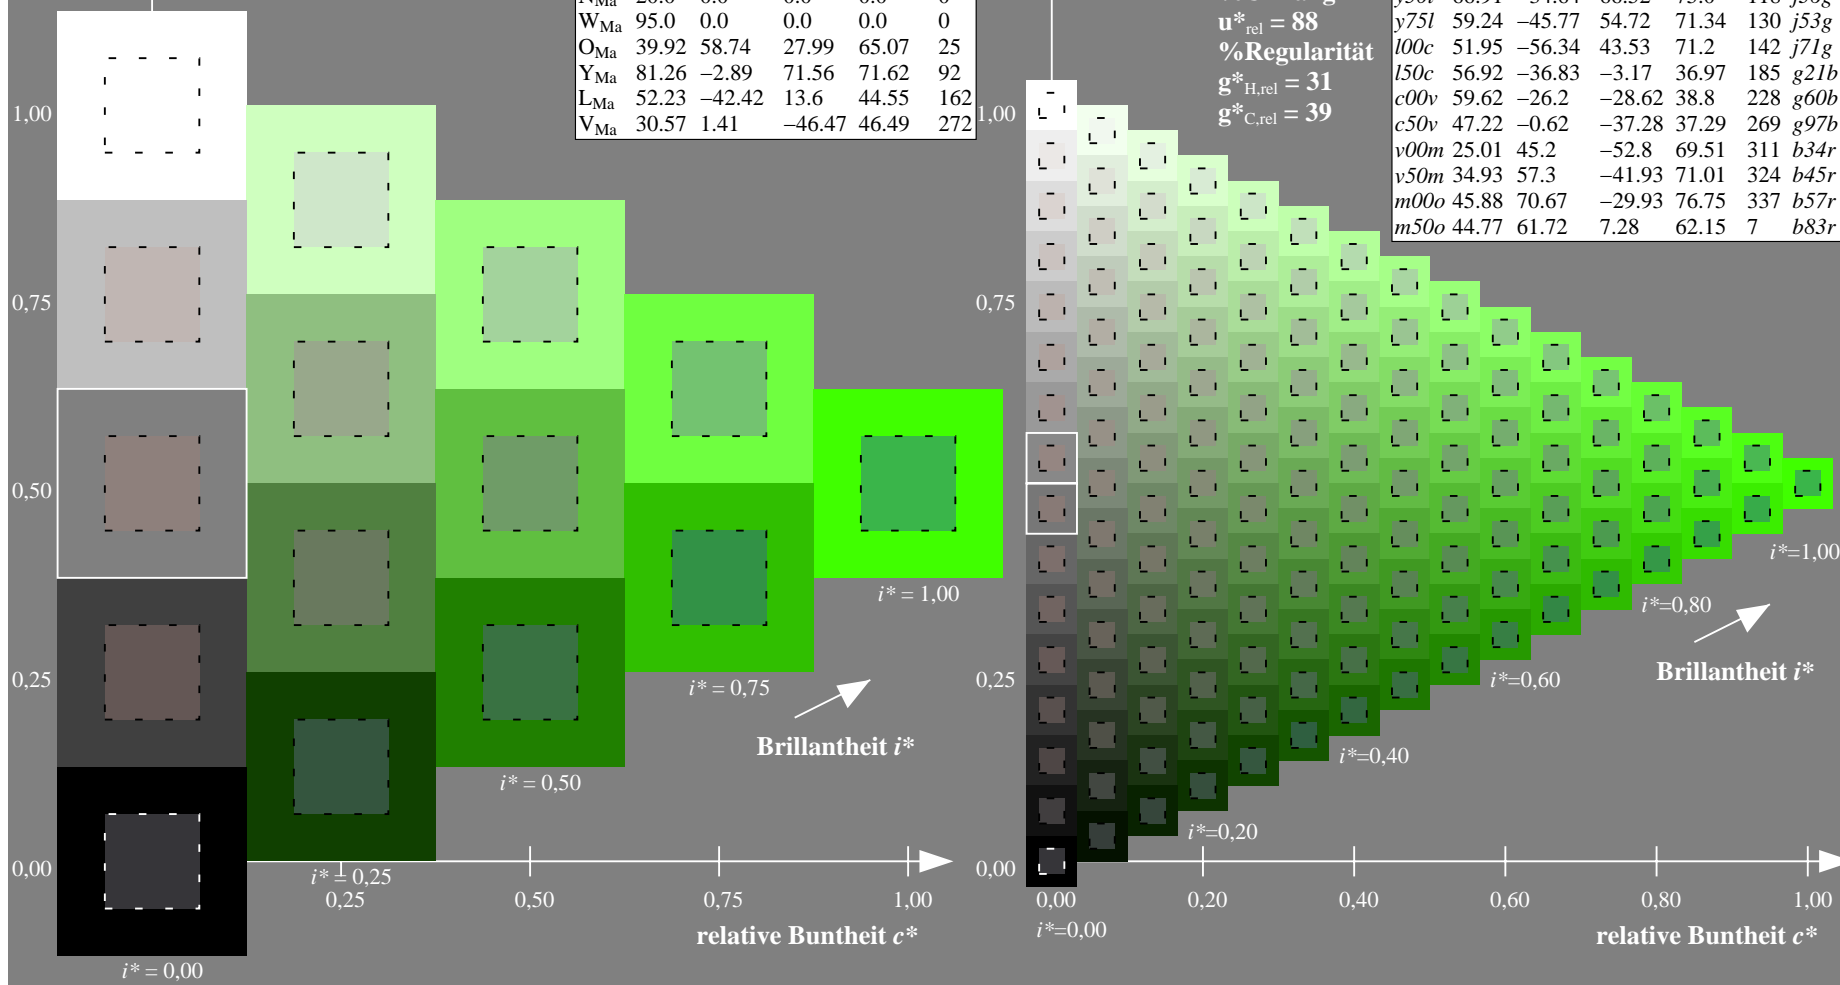 W_Ma 95.0 0.0 0.0 0.0 0
O_Ma 39.92 58.74 27.99 65.07 25
Y_Ma 81.26 −2.89 71.56 71.62 92
L_Ma 52.23 −42.42 13.6 44.55 162
V_Ma 30.57 1.41 −46.47 46.49 272
u*_rel = 88
%Regularität
g*_H,rel = 31
g*_C,rel = 39
y75l 59.24 −45.77 54.72 71.34 130 j53g
l00c 51.95 −56.34 43.53 71.2 142 j71g
l50c 56.92 −36.83 −3.17 36.97 185 g21b
c00v 59.62 −26.2 −28.62 38.8 228 g60b
c50v 47.22 −0.62 −37.28 37.29 269 g97b
v00m 25.01 45.2 −52.8 69.51 311 b34r
v50m 34.93 57.3 −41.93 71.01 324 b45r
m00o 45.88 70.67 −29.93 76.75 337 b57r
m50o 44.77 61.72 7.28 62.15 7 b83r
1,00
0,75
0,50
0,25
0,00
i* = 1,00
i* = 0,75
Brillantheit i*
i* = 0,50
i* = 0,25
0,25 0,50 0,75 1,00
relative Buntheit c*
i* = 0,00
1,00
0,75
0,50
0,25
0,00
i*=1,00
i*=0,80
Brillantheit i*
i*=0,60
i*=0,40
i*=0,20
0,00 0,20 0,40 0,60 0,80 1,00
i*=0,00
relative Buntheit c*